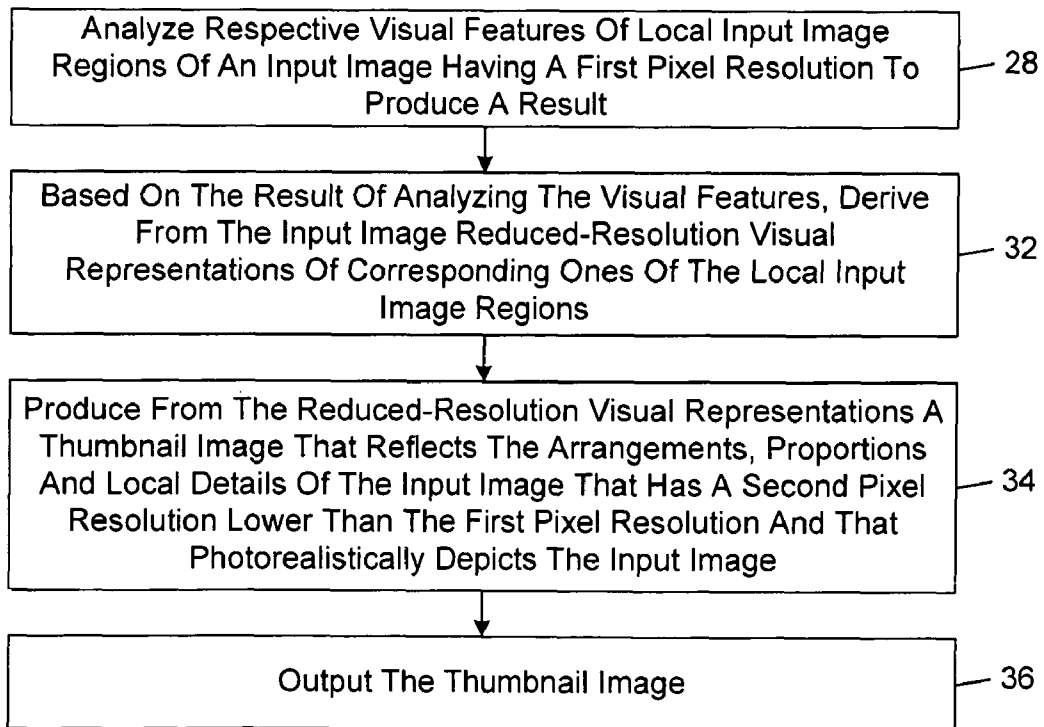 Analyze Respective Visual Features Of Local Input Image
Regions Of An Input Image Having A First Pixel Resolution To
Produce A Result
28
Based On The Result Of Analyzing The Visual Features, Derive
From The Input Image Reduced-Resolution Visual
Representations Of Corresponding Ones Of The Local Input
Image Regions
32
Produce From The Reduced-Resolution Visual Representations A
Thumbnail Image That Reflects The Arrangements, Proportions
And Local Details Of The Input Image That Has A Second Pixel
Resolution Lower Than The First Pixel Resolution And That
Photorealistically Depicts The Input Image
34
Output The Thumbnail Image
36